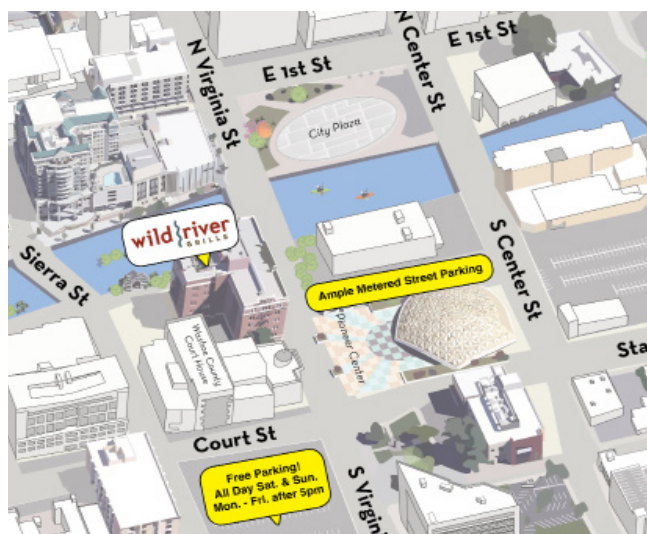 N Virginia St
E 1st St
N Center St
E 1st St
City Plaza
wild river
GRILLE
Sierra St
S Center St
Ample Metered Street Parking
Pioneer Center
Washoe County
Court House
Sta
Court St
Free Parking!
All Day Sat. & Sun.
Mon. - Fri. after 5pm
S Virgini